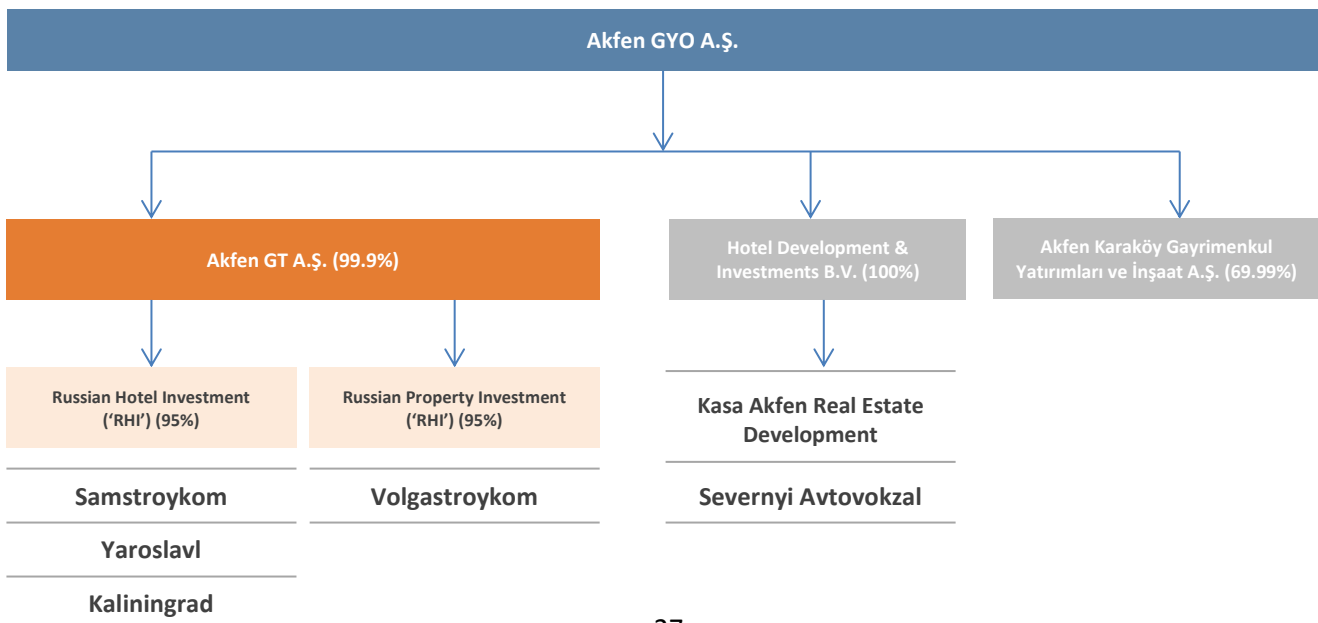 Akfen GYO A.Ş.
Akfen GT A.Ş. (99.9%)
Hotel Development &
Investments B.V. (100%)
Akfen Karaköy Gayrimenkul
Yatırımları ve İnşaat A.Ş. (69.99%)
Russian Hotel Investment
(‘RHI’) (95%)
Russian Property Investment
(‘RHI’) (95%)
Kasa Akfen Real Estate
Development
Samstroykom
Volgastroykom
Severnyi Avtovokzal
Yaroslavl
Kaliningrad